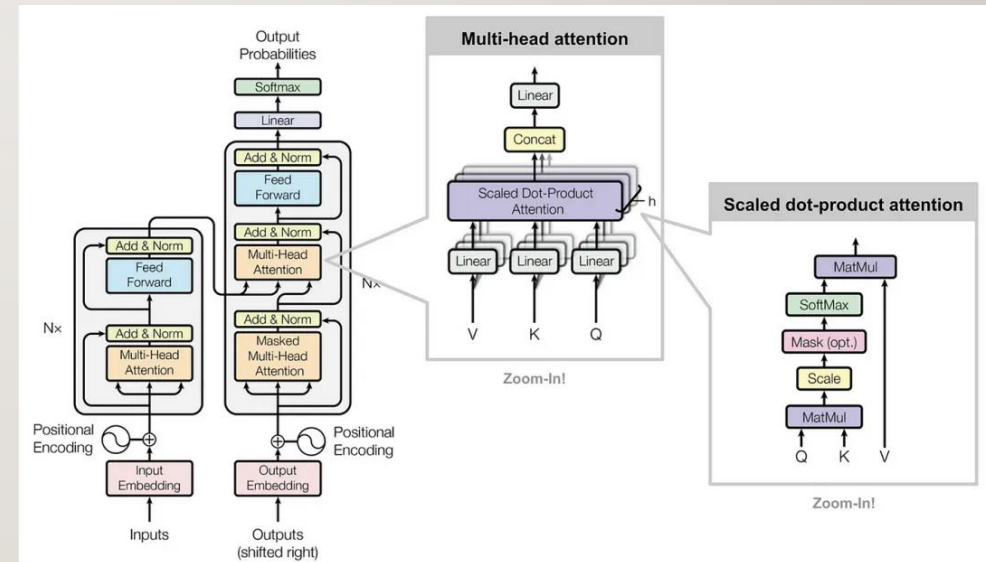 Output
Probabilities
Softmax
Linear
Add & Norm
Feed
Forward
Add & Norm
Multi-Head
Attention
Nx
Add & Norm
Masked
Multi-Head
Attention
Positional
Encoding
Output
Embedding
Outputs
(shifted right)
Add & Norm
Feed
Forward
Nx
Add & Norm
Multi-Head
Attention
Positional
Encoding
Input
Embedding
Inputs
Multi-head attention
Linear
Concat
Scaled Dot-Product
Attention
h
Linear Linear Linear
V K Q
Zoom-In!
Scaled dot-product attention
MatMul
SoftMax
Mask (opt.)
Scale
MatMul
Q K V
Zoom-In!